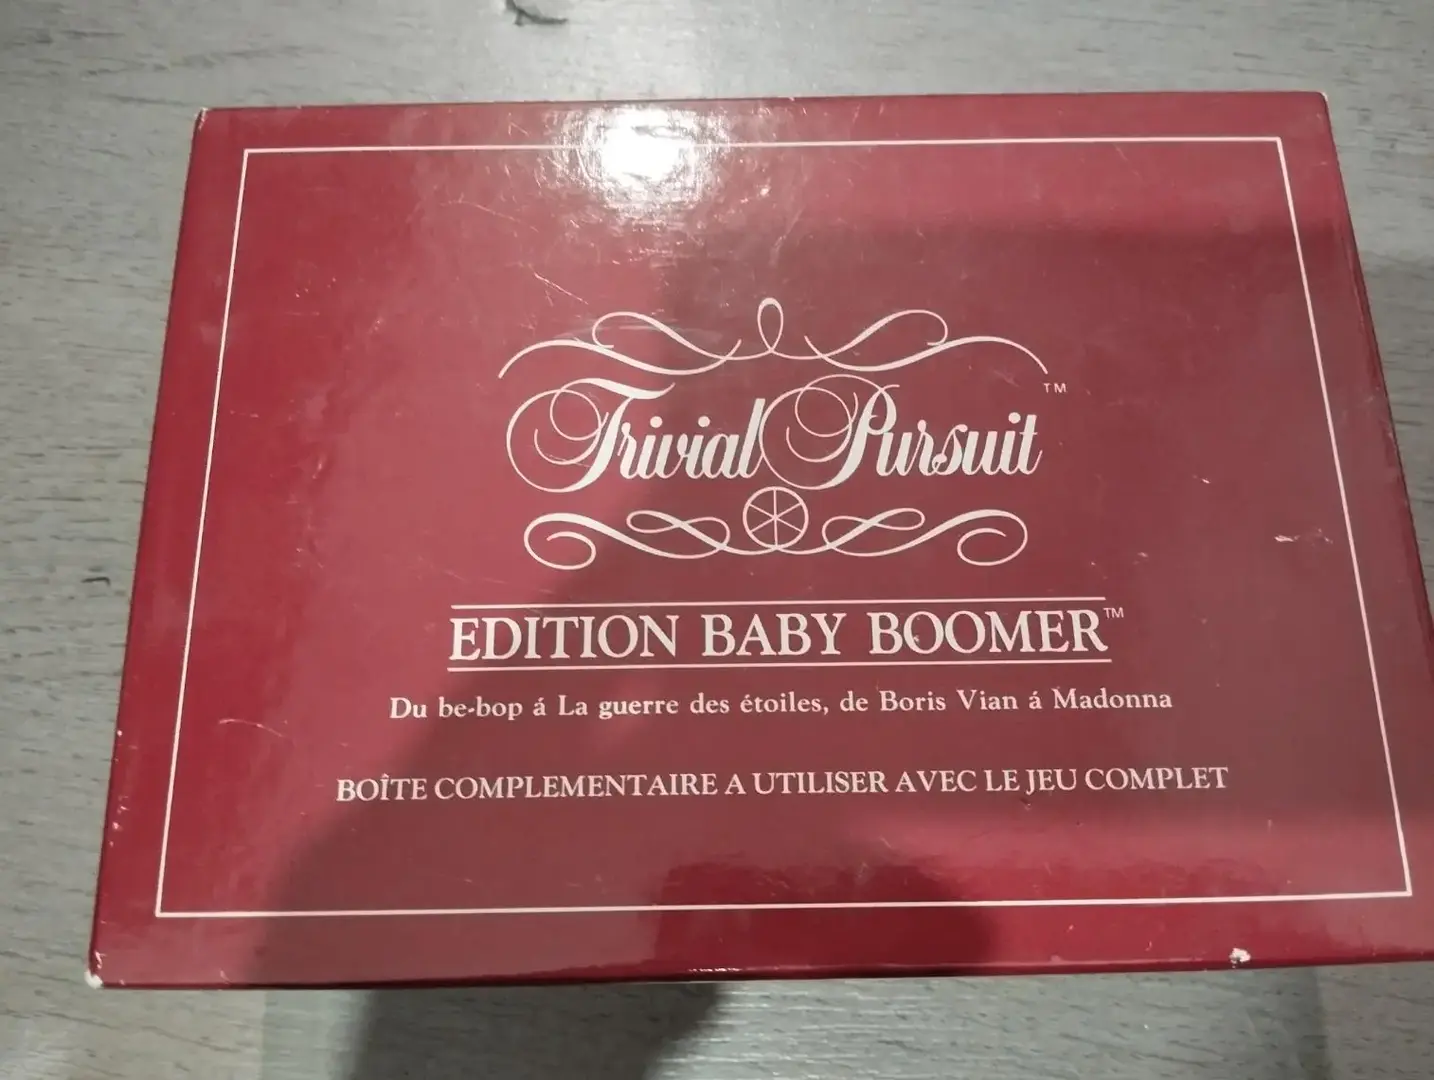 Trivial Pursuit™
EDITION BABY BOOMER™
Du be-bop á La guerre des étoiles, de Boris Vian á Madonna
BOÎTE COMPLEMENTAIRE A UTILISER AVEC LE JEU COMPLET